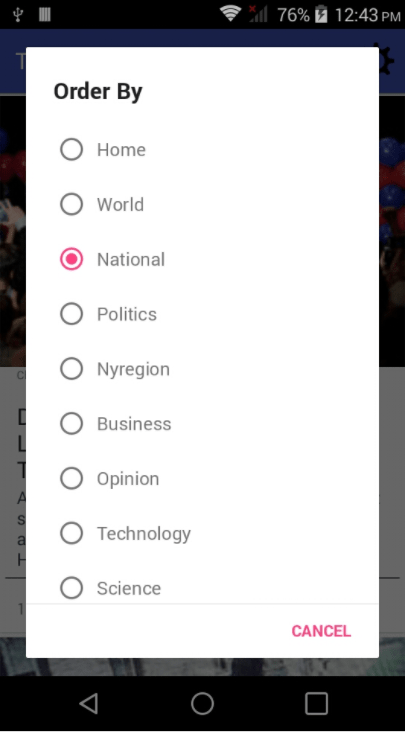 76% 12:43 PM
Order By
Home
World
National
Politics
Nyregion
Business
Opinion
Technology
Science
CANCEL